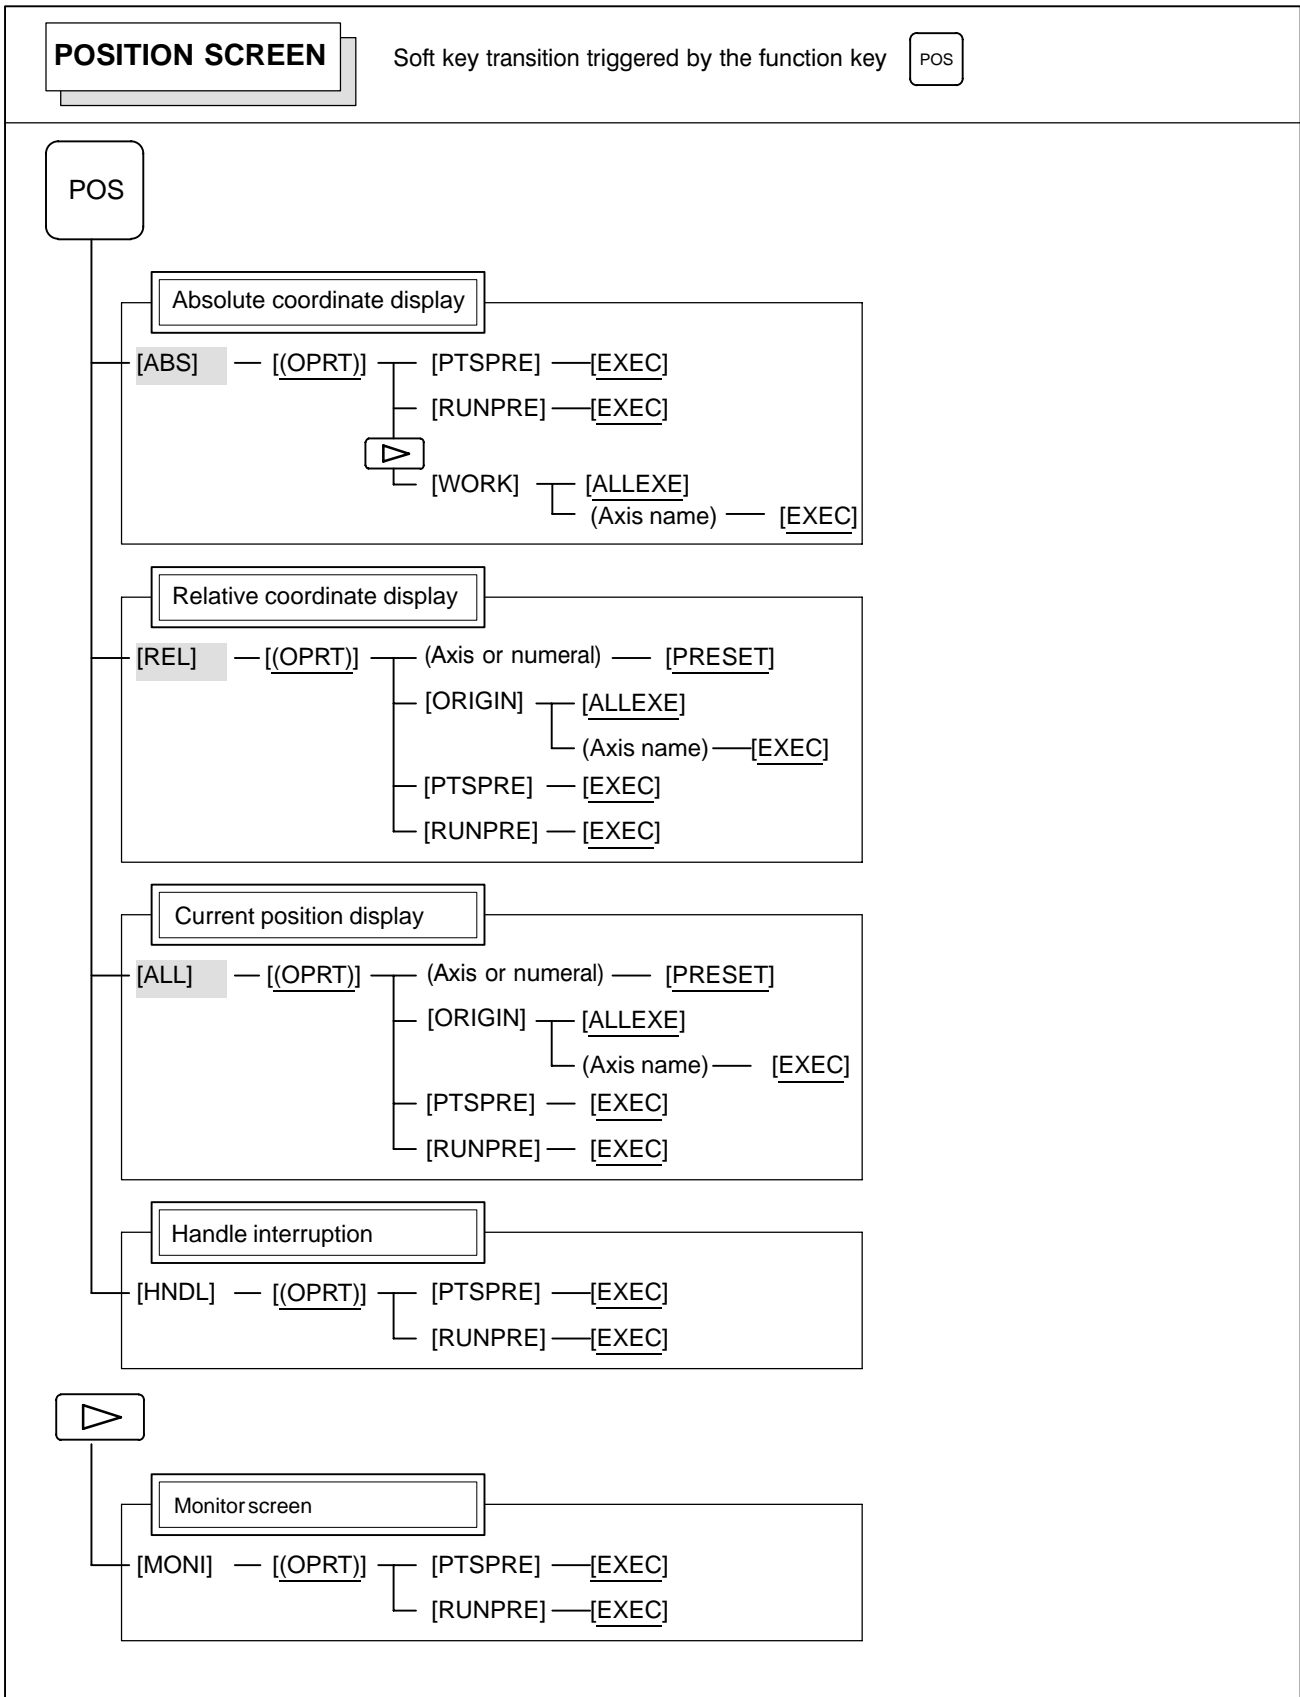 POSITION SCREEN Soft key transition triggered by the function key POS
POS
Absolute coordinate display
[ABS] [(OPRT)] [PTSPRE] [EXEC]
[RUNPRE] [EXEC]
[WORK] [ALLEXE]
(Axis name) [EXEC]
Relative coordinate display
[REL] [(OPRT)] (Axis or numeral) [PRESET]
[ORIGIN] [ALLEXE]
(Axis name) [EXEC]
[PTSPRE] [EXEC]
[RUNPRE] [EXEC]
Current position display
[ALL] [(OPRT)] (Axis or numeral) [PRESET]
[ORIGIN] [ALLEXE]
(Axis name) [EXEC]
[PTSPRE] [EXEC]
[RUNPRE] [EXEC]
Handle interruption
[HNDL] [(OPRT)] [PTSPRE] [EXEC]
[RUNPRE] [EXEC]
Monitor screen
[MONI] [(OPRT)] [PTSPRE] [EXEC]
[RUNPRE] [EXEC]